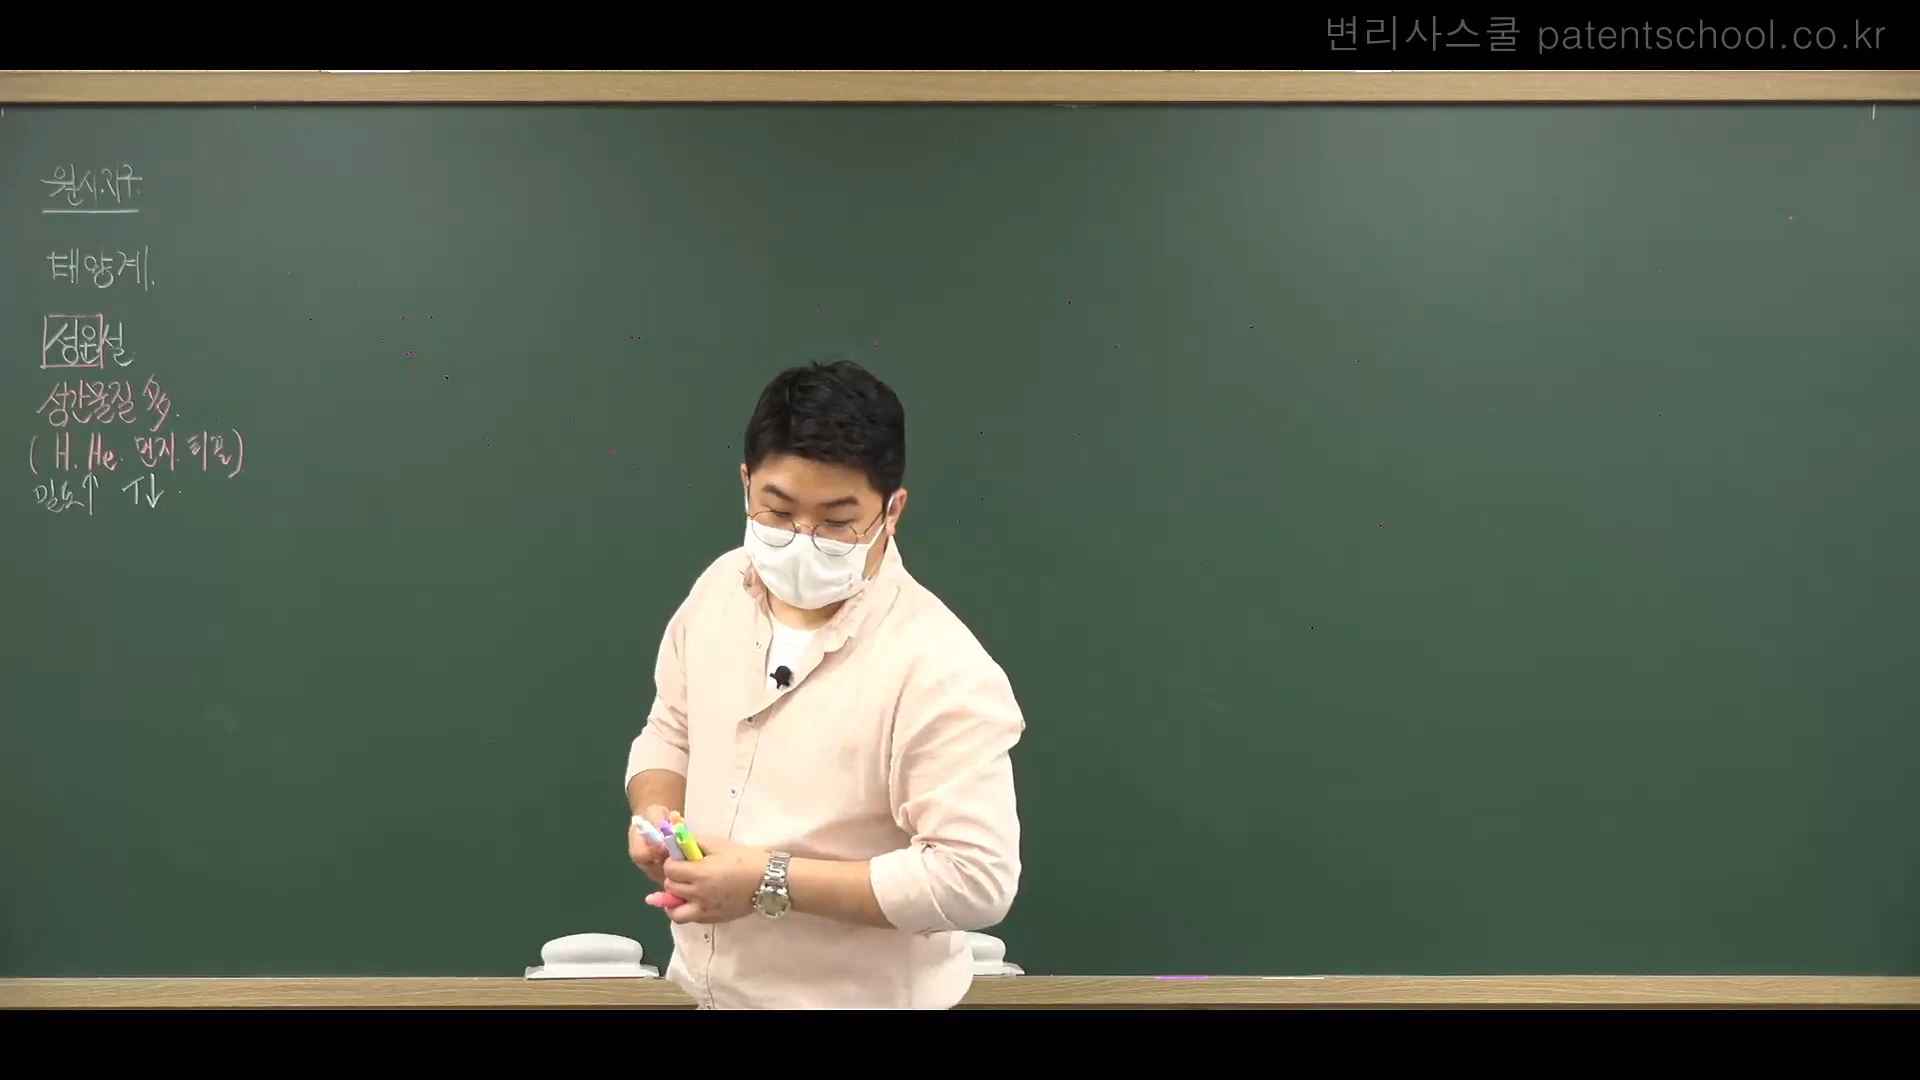 변리사스쿨 patentschool.co.kr
원시지구
태양계.
성운설
성간물질 多.
( H. He. 먼지. 티끌)
밀도↑ T↓.